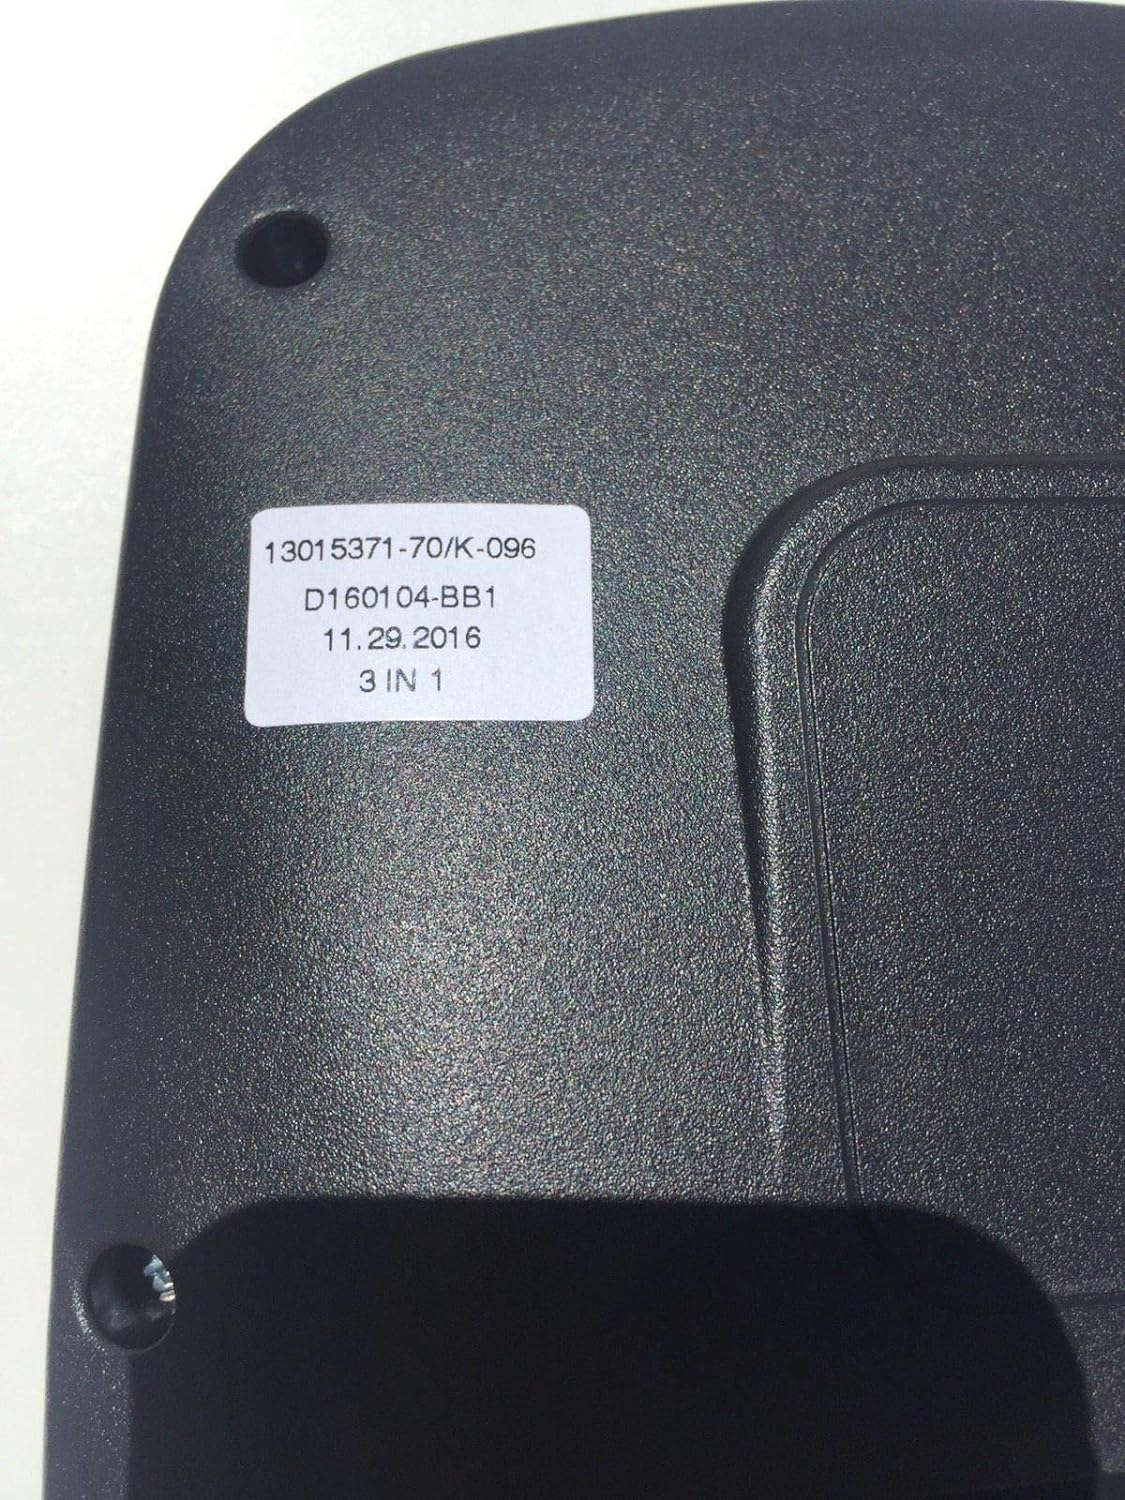 13015371-70/K-096
D160104-BB1
11.29.2016
3 IN 1